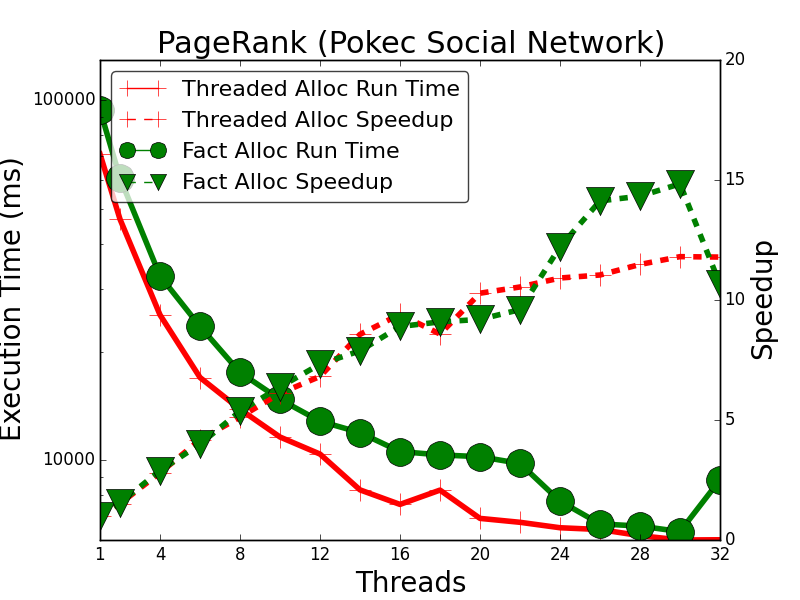 PageRank (Pokec Social Network)
Threaded Alloc Run Time
Threaded Alloc Speedup
Fact Alloc Run Time
Fact Alloc Speedup
100000
10000
Execution Time (ms)
20
15
10
5
0
Speedup
1 4 8 12 16 20 24 28 32
Threads